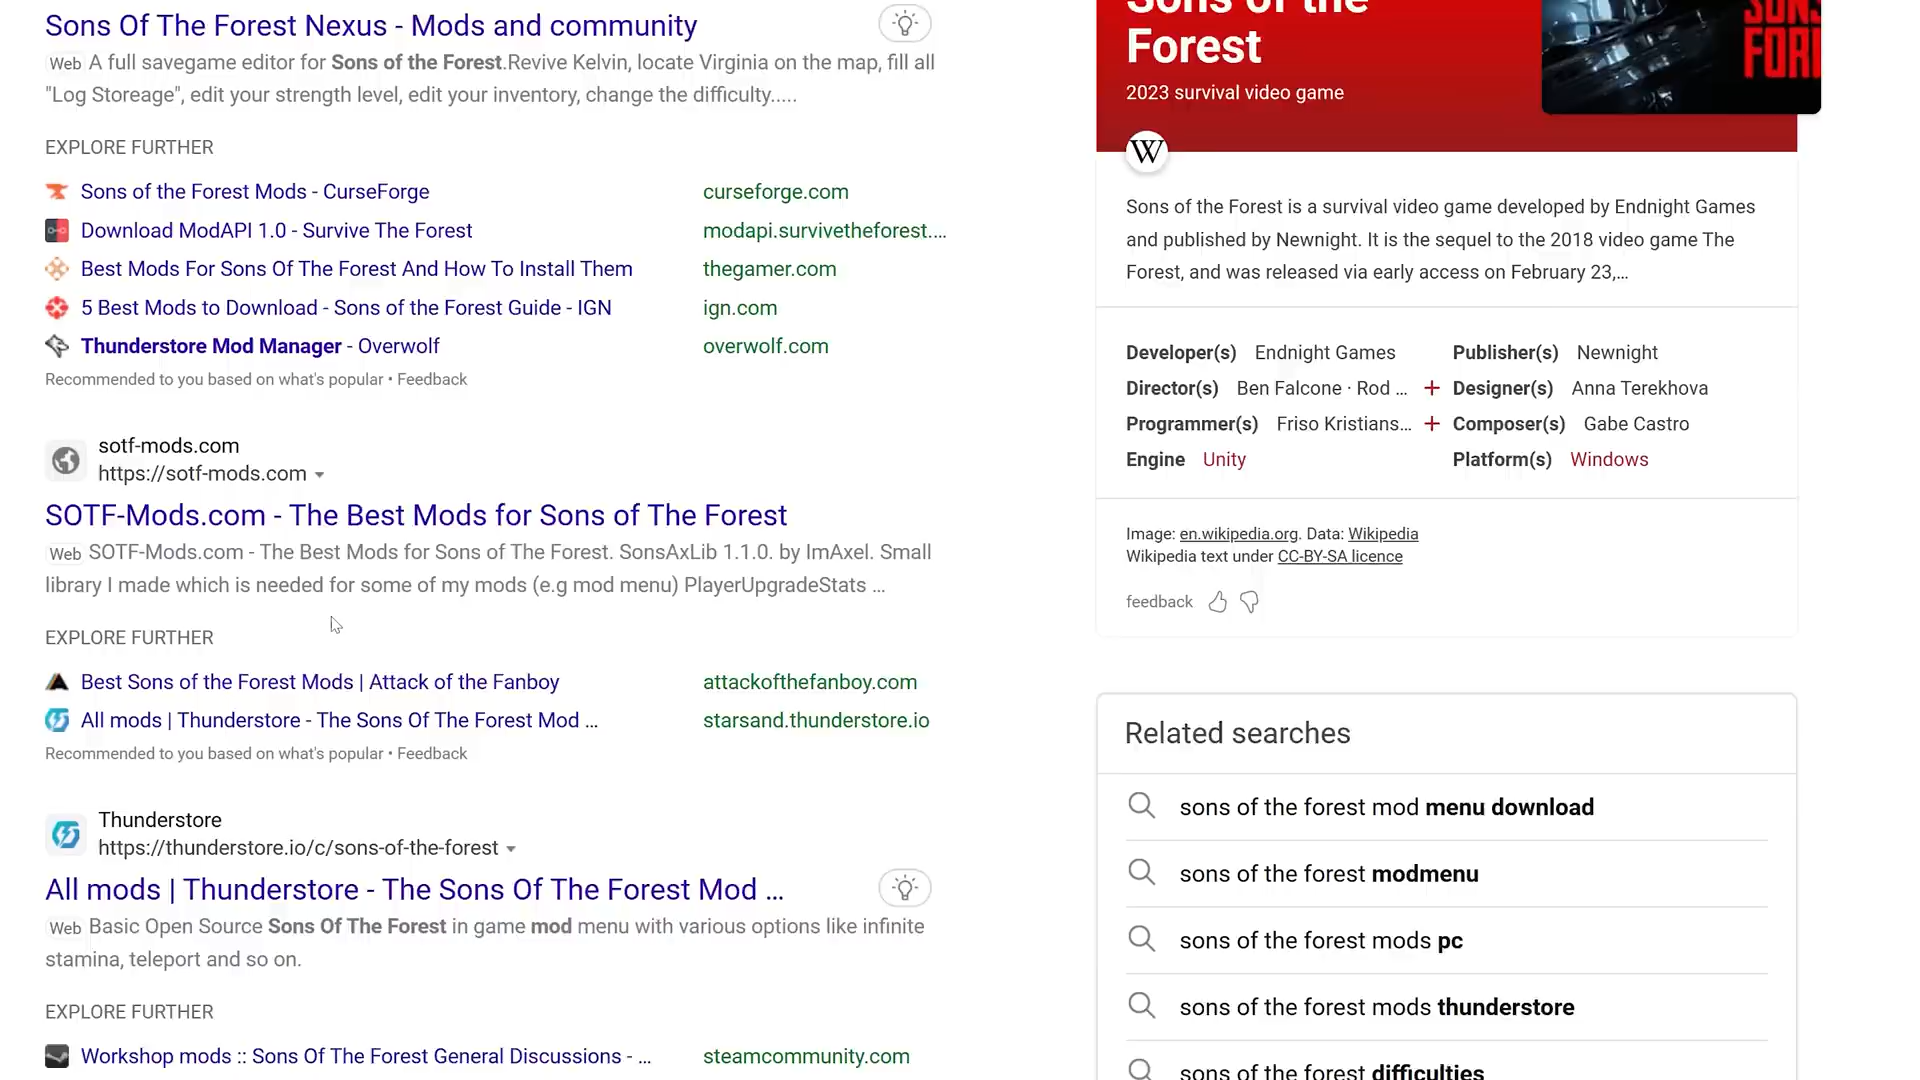 Sons Of The Forest Nexus - Mods and community
Web A full savegame editor for Sons of the Forest.Revive Kelvin, locate Virginia on the map, fill all
"Log Storeage", edit your strength level, edit your inventory, change the difficulty.....
EXPLORE FURTHER
Sons of the Forest Mods - CurseForge curseforge.com
Download ModAPI 1.0 - Survive The Forest modapi.survivetheforest....
Best Mods For Sons Of The Forest And How To Install Them thegamer.com
5 Best Mods to Download - Sons of the Forest Guide - IGN ign.com
Thunderstore Mod Manager - Overwolf overwolf.com
Recommended to you based on what's popular • Feedback
sotf-mods.com
https://sotf-mods.com
SOTF-Mods.com - The Best Mods for Sons of The Forest
Web SOTF-Mods.com - The Best Mods for Sons of The Forest. SonsAxLib 1.1.0. by ImAxel. Small
library I made which is needed for some of my mods (e.g mod menu) PlayerUpgradeStats ...
EXPLORE FURTHER
Best Sons of the Forest Mods | Attack of the Fanboy attackofthefanboy.com
All mods | Thunderstore - The Sons Of The Forest Mod ... starsand.thunderstore.io
Recommended to you based on what's popular • Feedback
Thunderstore
https://thunderstore.io/c/sons-of-the-forest
All mods | Thunderstore - The Sons Of The Forest Mod ...
Web Basic Open Source Sons Of The Forest in game mod menu with various options like infinite
stamina, teleport and so on.
EXPLORE FURTHER
Workshop mods :: Sons Of The Forest General Discussions - ... steamcommunity.com
Sons of the
Forest
2023 survival video game
SONS
FORI
W
Sons of the Forest is a survival video game developed by Endnight Games
and published by Newnight. It is the sequel to the 2018 video game The
Forest, and was released via early access on February 23,...
Developer(s) Endnight Games Publisher(s) Newnight
Director(s) Ben Falcone · Rod ... + Designer(s) Anna Terekhova
Programmer(s) Friso Kristians... + Composer(s) Gabe Castro
Engine Unity Platform(s) Windows
Image: en.wikipedia.org. Data: Wikipedia
Wikipedia text under CC-BY-SA licence
feedback
Related searches
sons of the forest mod menu download
sons of the forest modmenu
sons of the forest mods pc
sons of the forest mods thunderstore
sons of the forest difficulties